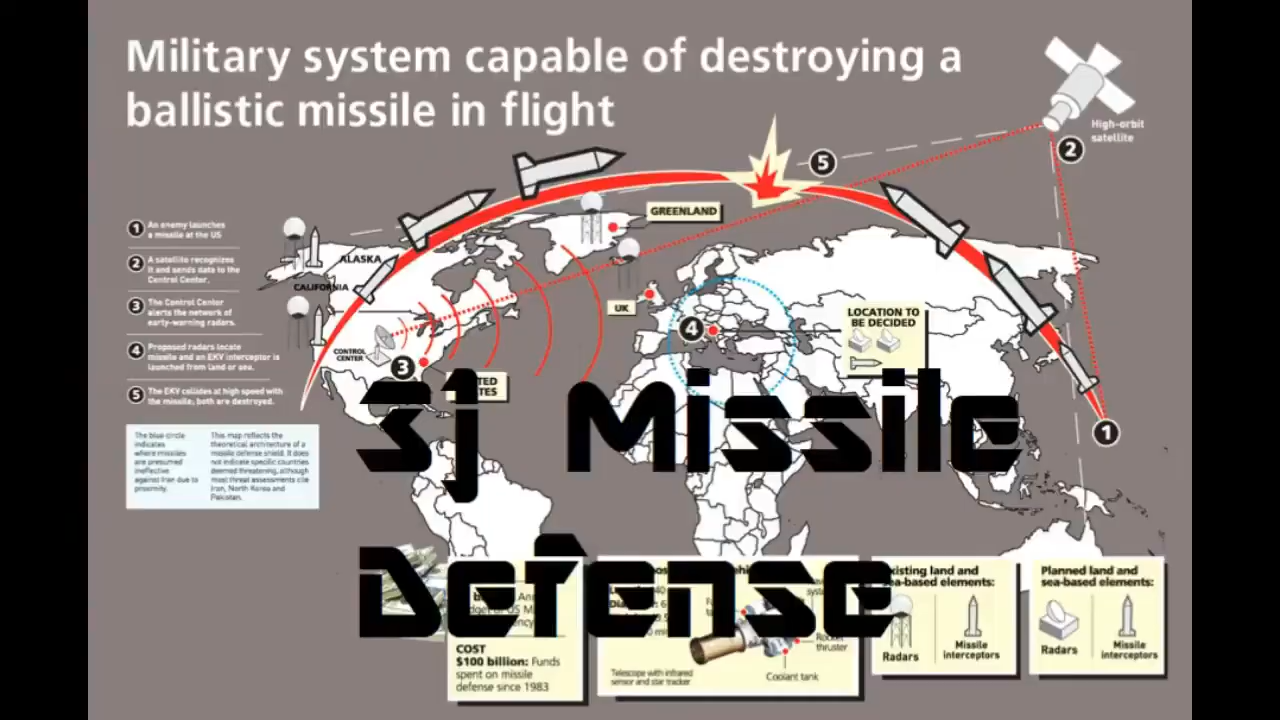 Military system capable of destroying a
ballistic missile in flight
High-orbit
satellite
2
5
GREENLAND
1 An enemy launches
a missile at the US
2 A satellite recognizes
it and sends data to the
Control Center.
3 The Control Center
alerts the network of
early-warning radars.
4 Proposed radars locate
missile and an EKV interceptor is
launched from land or sea.
5 The EKV collides at high speed with
the missile; both are destroyed.
ALASKA
CALIFORNIA
UK
4
LOCATION TO
BE DECIDED
CONTROL
CENTER
3
1
3j Missile
Defense
The blue circle
indicates
where missiles
are presumed
ineffective
against Iran due to
proximity.
This map reflects the
theoretical architecture of a
missile defense shield. It does
not indicate specific countries
deemed threatening, although
most threat assessments cite
Iran, North Korea and
Pakistan.
COST
$100 billion: Funds
spent on missile
defense since 1983
Rocket
thruster
Telescope with infrared
sensor and star tracker
Coolant tank
Existing land and
sea-based elements:
Radars
Missile
interceptors
Planned land and
sea-based elements:
Radars
Missile
interceptors